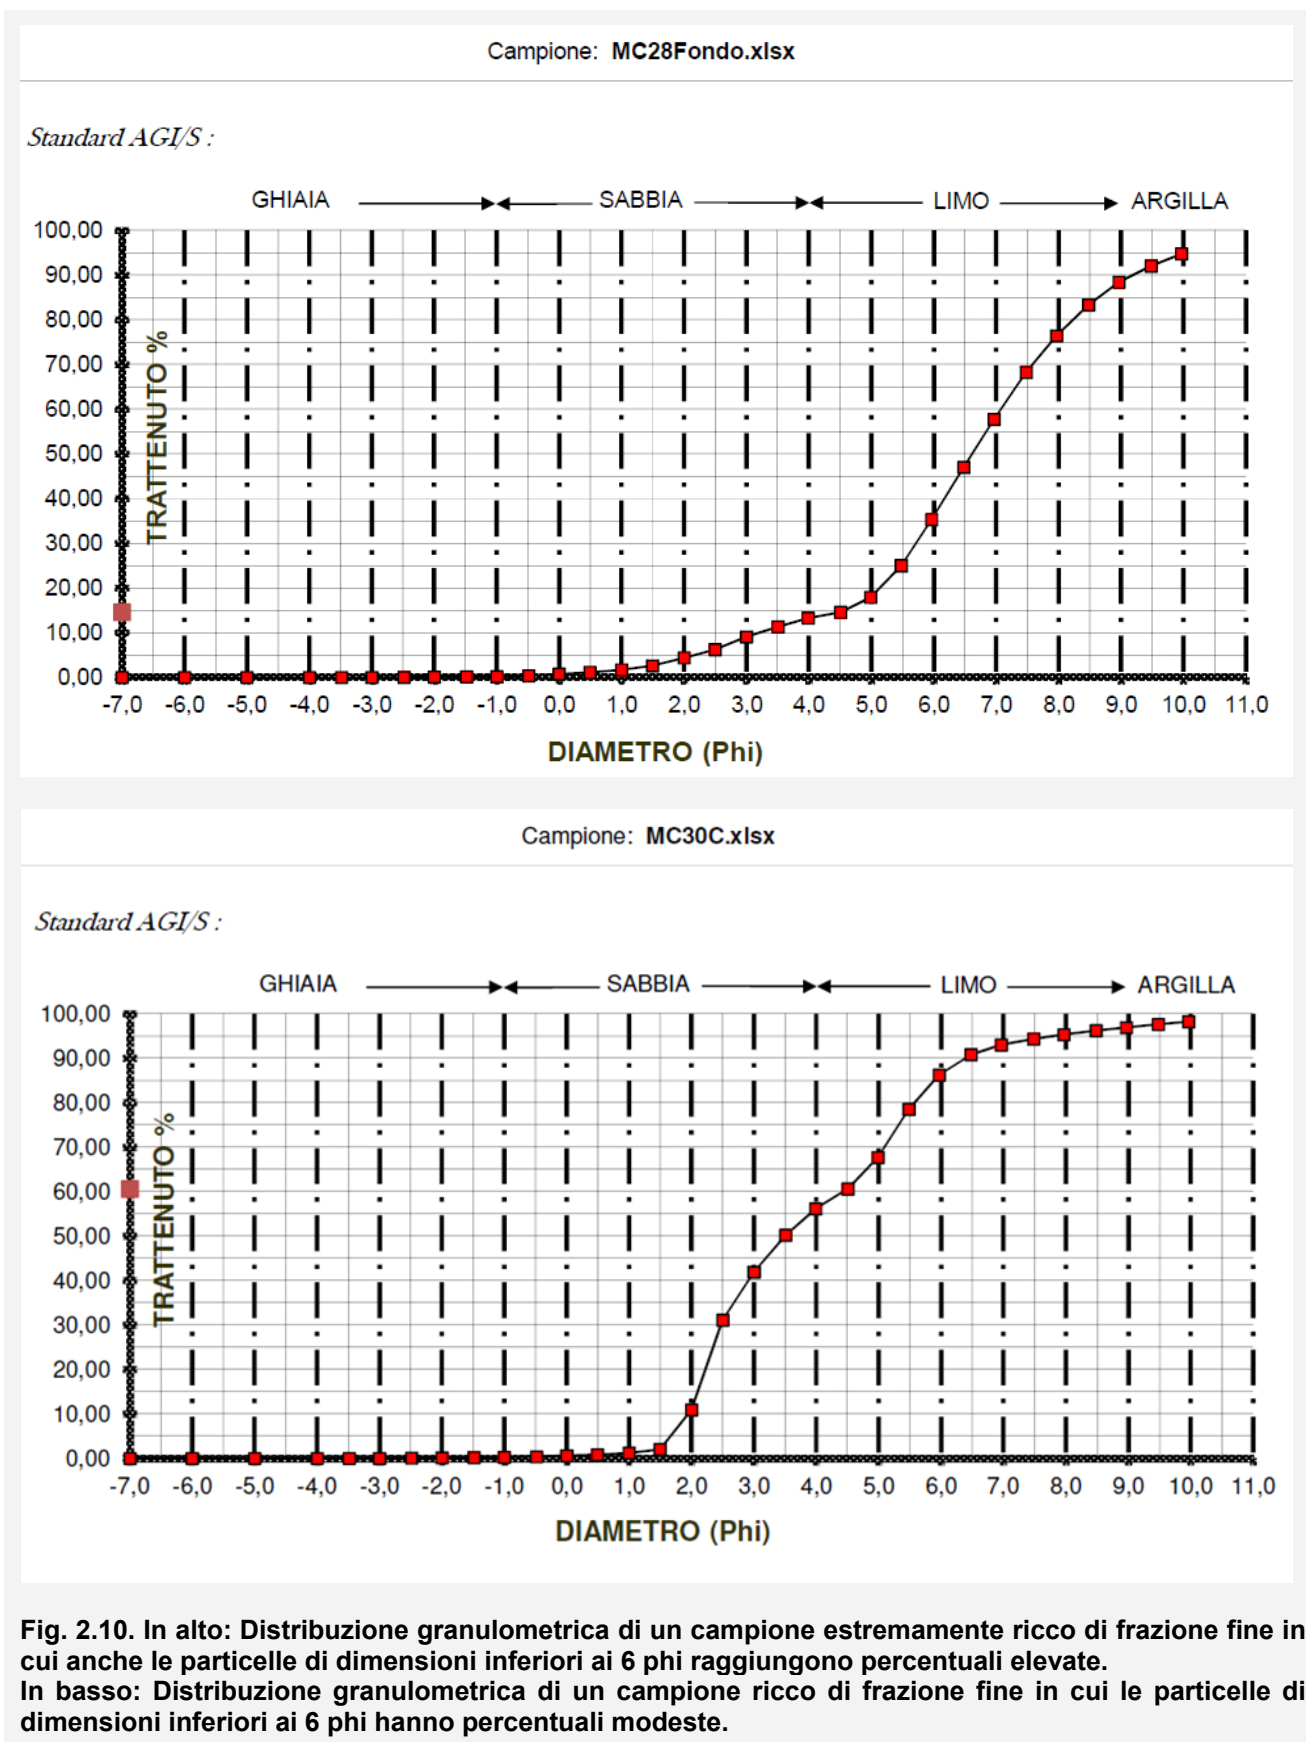 Campione: MC28Fondo.xlsx
Standard AGI/S :
GHIAIA SABBIA LIMO ARGILLA
100,00
90,00
80,00
70,00
60,00
50,00
40,00
30,00
20,00
10,00
0,00
TRATTENUTO %
-7,0 -6,0 -5,0 -4,0 -3,0 -2,0 -1,0 0,0 1,0 2,0 3,0 4,0 5,0 6,0 7,0 8,0 9,0 10,0 11,0
DIAMETRO (Phi)
Campione: MC30C.xlsx
Standard AGI/S :
GHIAIA SABBIA LIMO ARGILLA
100,00
90,00
80,00
70,00
60,00
50,00
40,00
30,00
20,00
10,00
0,00
TRATTENUTO %
-7,0 -6,0 -5,0 -4,0 -3,0 -2,0 -1,0 0,0 1,0 2,0 3,0 4,0 5,0 6,0 7,0 8,0 9,0 10,0 11,0
DIAMETRO (Phi)
Fig. 2.10. In alto: Distribuzione granulometrica di un campione estremamente ricco di frazione fine in
cui anche le particelle di dimensioni inferiori ai 6 phi raggiungono percentuali elevate.
In basso: Distribuzione granulometrica di un campione ricco di frazione fine in cui le particelle di
dimensioni inferiori ai 6 phi hanno percentuali modeste.